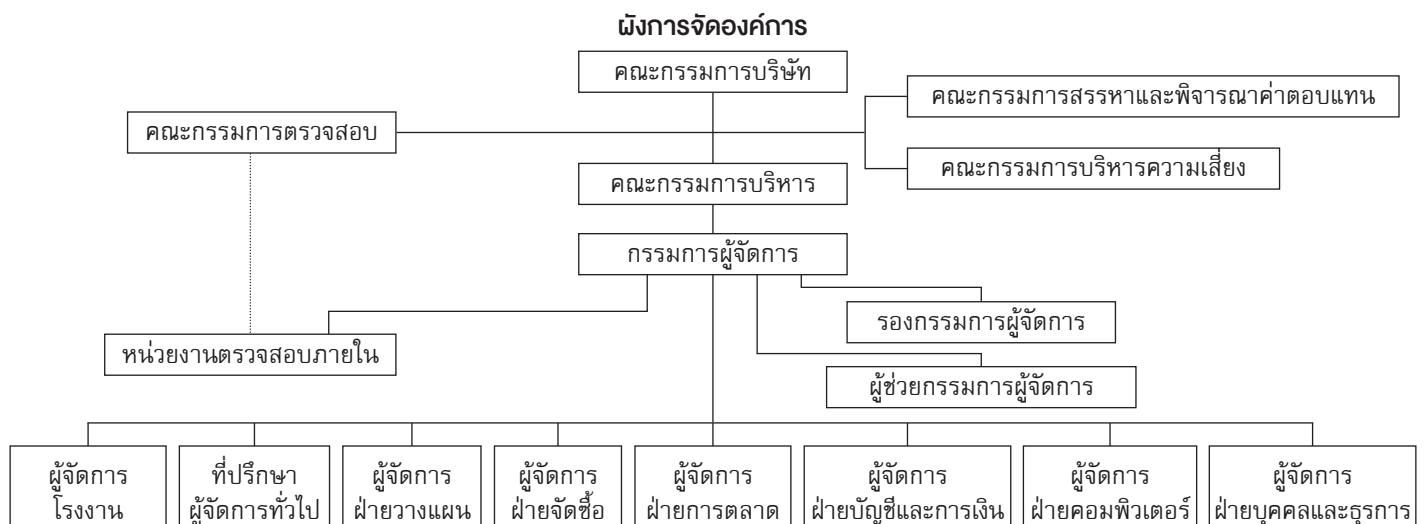 ผังการจัดองค์การ
คณะกรรมการบริษัท
คณะกรรมการสรรหาและพิจารณาค่าตอบแทน
คณะกรรมการตรวจสอบ
คณะกรรมการบริหารความเสี่ยง
คณะกรรมการบริหาร
กรรมการผู้จัดการ
รองกรรมการผู้จัดการ
หน่วยงานตรวจสอบภายใน
ผู้ช่วยกรรมการผู้จัดการ
ผู้จัดการ
โรงงาน
ที่ปรึกษา
ผู้จัดการทั่วไป
ผู้จัดการ
ฝ่ายวางแผน
ผู้จัดการ
ฝ่ายจัดซื้อ
ผู้จัดการ
ฝ่ายการตลาด
ผู้จัดการ
ฝ่ายบัญชีและการเงิน
ผู้จัดการ
ฝ่ายคอมพิวเตอร์
ผู้จัดการ
ฝ่ายบุคคลและธุรการ